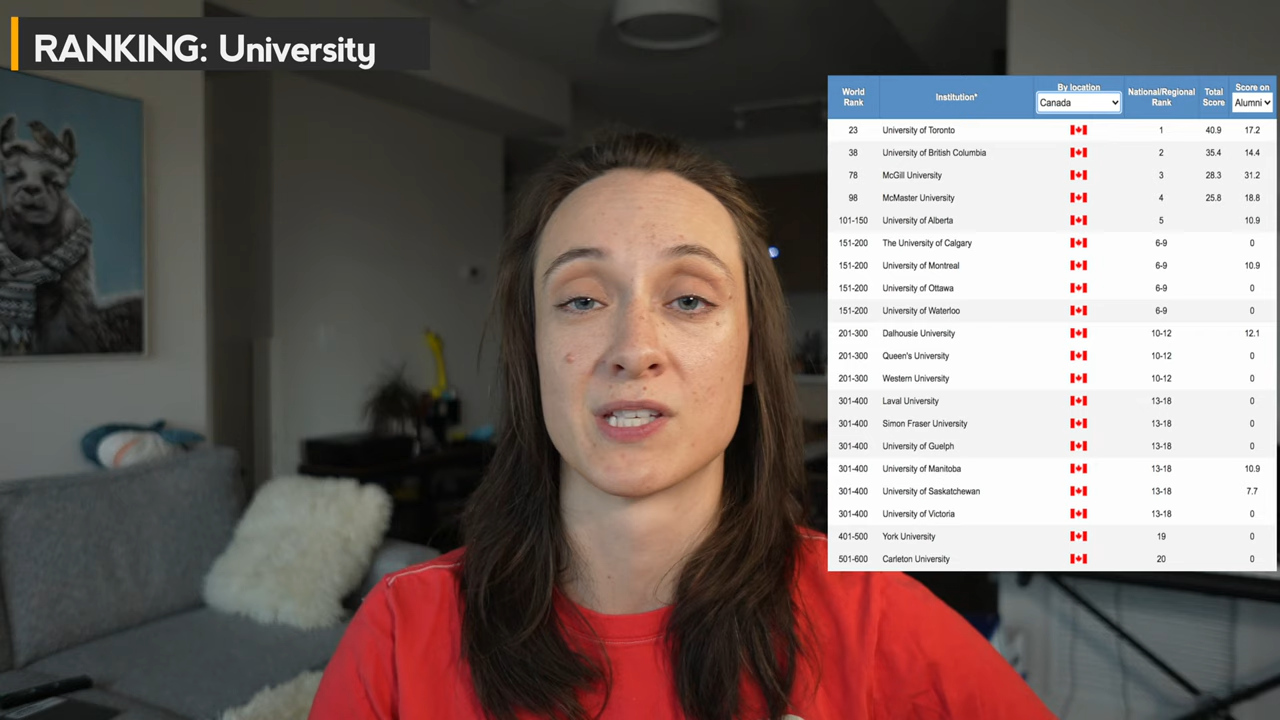 RANKING: University
World Rank Institution* By location Canada National/Regional Rank Total Score Score on Alumni
23 University of Toronto 1 40.9 17.2
38 University of British Columbia 2 35.4 14.4
78 McGill University 3 28.3 31.2
98 McMaster University 4 25.8 18.8
101-150 University of Alberta 5 10.9
151-200 The University of Calgary 6-9 0
151-200 University of Montreal 6-9 10.9
151-200 University of Ottawa 6-9 0
151-200 University of Waterloo 6-9 0
201-300 Dalhousie University 10-12 12.1
201-300 Queen's University 10-12 0
201-300 Western University 10-12 0
301-400 Laval University 13-18 0
301-400 Simon Fraser University 13-18 0
301-400 University of Guelph 13-18 0
301-400 University of Manitoba 13-18 10.9
301-400 University of Saskatchewan 13-18 7.7
301-400 University of Victoria 13-18 0
401-500 York University 19 0
501-600 Carleton University 20 0